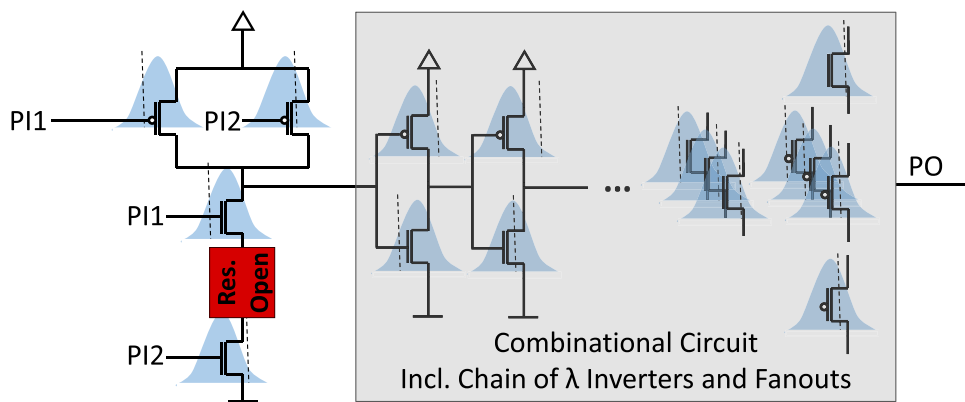 PI1
PI2
PO
PI1
Res.
Open
PI2
...
Combinational Circuit
Incl. Chain of λ Inverters and Fanouts